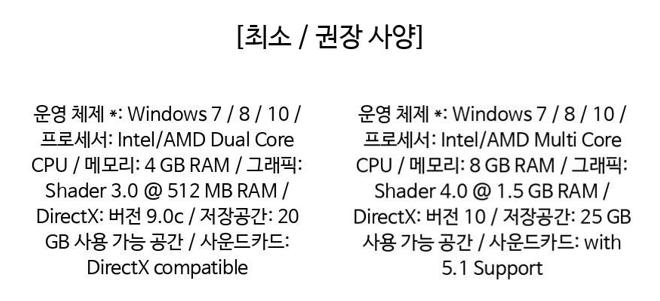 [최소 / 권장 사양]
운영 체제 *: Windows 7 / 8 / 10 /
프로세서: Intel/AMD Dual Core
CPU / 메모리: 4 GB RAM / 그래픽:
Shader 3.0 @ 512 MB RAM /
DirectX: 버전 9.0c / 저장공간: 20
GB 사용 가능 공간 / 사운드카드:
DirectX compatible
운영 체제 *: Windows 7 / 8 / 10 /
프로세서: Intel/AMD Multi Core
CPU / 메모리: 8 GB RAM / 그래픽:
Shader 4.0 @ 1.5 GB RAM /
DirectX: 버전 10 / 저장공간: 25 GB
사용 가능 공간 / 사운드카드: with
5.1 Support